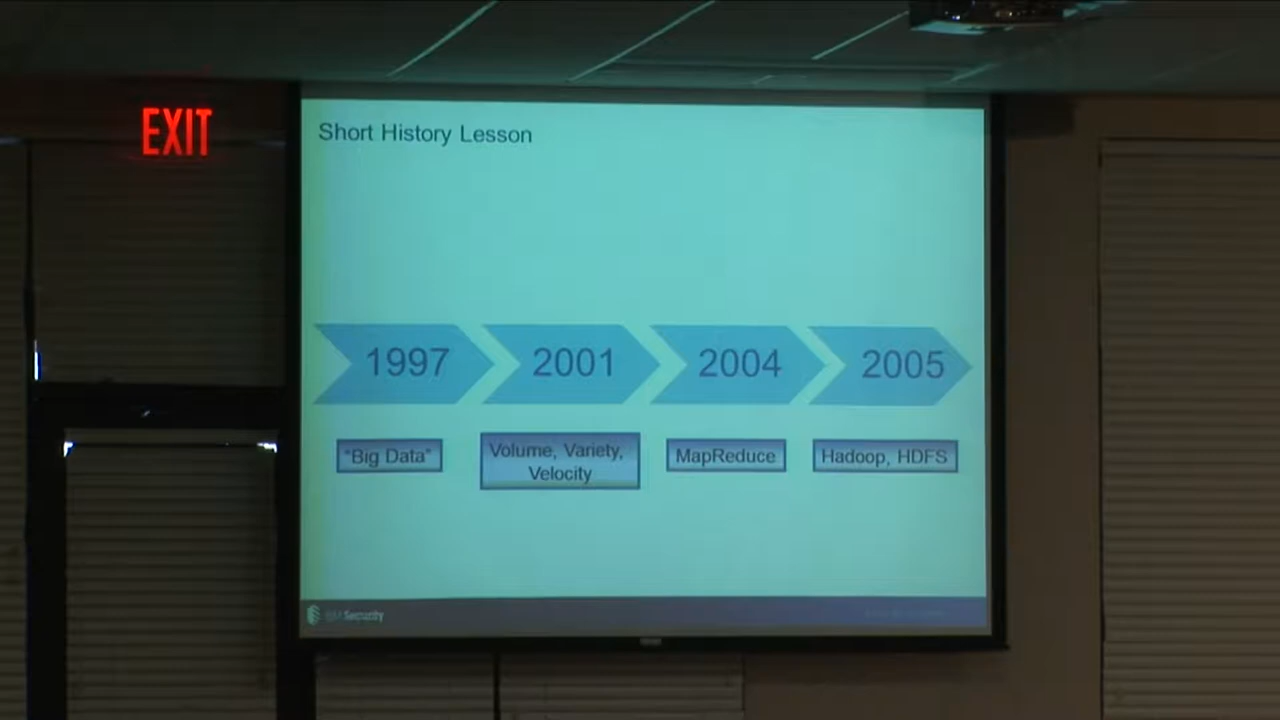 EXIT
Short History Lesson
1997
2001
2004
2005
"Big Data"
Volume, Variety,
Velocity
MapReduce
Hadoop, HDFS
IBM Security